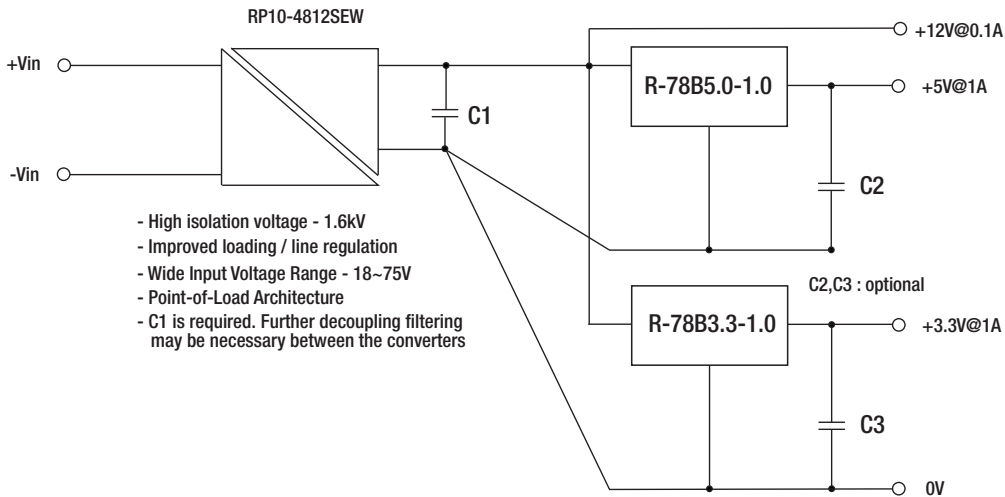 RP10-4812SEW
+12V@0.1A
+Vin
R-78B5.0-1.0
+5V@1A
C1
-Vin
C2
- High isolation voltage - 1.6kV
- Improved loading / line regulation
- Wide Input Voltage Range - 18~75V
- Point-of-Load Architecture
- C1 is required. Further decoupling filtering
may be necessary between the converters
C2,C3 : optional
R-78B3.3-1.0
+3.3V@1A
C3
0V